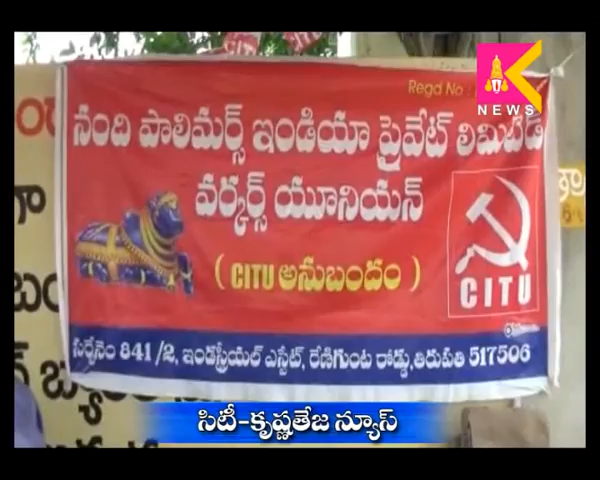 K
NEWS
Regd No :
నంది పాలిమర్స్ ఇండియా ప్రైవేట్ లిమిటెడ్
వర్కర్స్ యూనియన్
( CITU అనుబందం )
CITU
సర్వేనెం 841/2, ఇండస్ట్రియల్ ఎస్టేట్, రేణిగుంట రోడ్డు,తిరుపతి 517506
సిటీ-కృష్ణతేజ న్యూస్